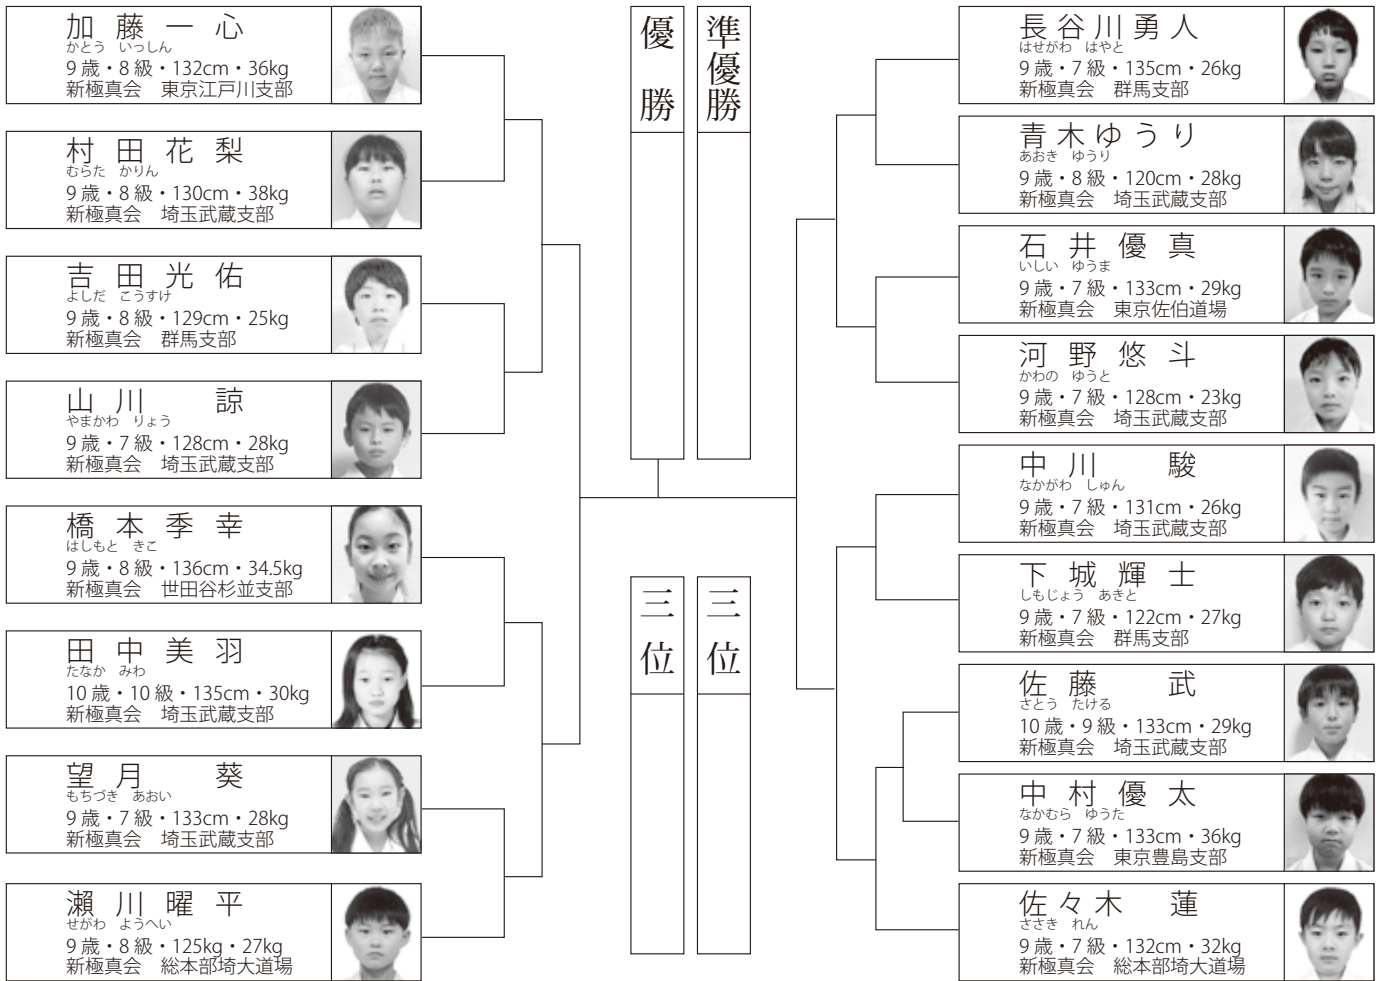 加藤一心
かとう いっしん
9歳・8級・132cm・36kg
新極真会 東京江戸川支部
村田花梨
むらた かりん
9歳・8級・130cm・38kg
新極真会 埼玉武蔵支部
吉田光佑
よしだ こうすけ
9歳・8級・129cm・25kg
新極真会 群馬支部
山川 諒
やまかわ りょう
9歳・7級・128cm・28kg
新極真会 埼玉武蔵支部
橋本季幸
はしもと きこ
9歳・8級・136cm・34.5kg
新極真会 世田谷杉並支部
田中美羽
たなか みわ
10歳・10級・135cm・30kg
新極真会 埼玉武蔵支部
望月 葵
もちづき あおい
9歳・7級・133cm・28kg
新極真会 埼玉武蔵支部
瀨川曜平
せがわ ようへい
9歳・8級・125kg・27kg
新極真会 総本部埼大道場
優勝
準優勝
三位
三位
長谷川勇人
はせがわ はやと
9歳・7級・135cm・26kg
新極真会 群馬支部
青木ゆうり
あおき ゆうり
9歳・8級・120cm・28kg
新極真会 埼玉武蔵支部
石井優真
いしい ゆうま
9歳・7級・133cm・29kg
新極真会 東京佐伯道場
河野悠斗
かわの ゆうと
9歳・7級・128cm・23kg
新極真会 埼玉武蔵支部
中川 駿
なかがわ しゅん
9歳・7級・131cm・26kg
新極真会 埼玉武蔵支部
下城輝士
しもじょう あきと
9歳・7級・122cm・27kg
新極真会 群馬支部
佐藤 武
さとう たける
10歳・9級・133cm・29kg
新極真会 埼玉武蔵支部
中村優太
なかむら ゆうた
9歳・7級・133cm・36kg
新極真会 東京豊島支部
佐々木 蓮
ささき れん
9歳・7級・132cm・32kg
新極真会 総本部埼大道場